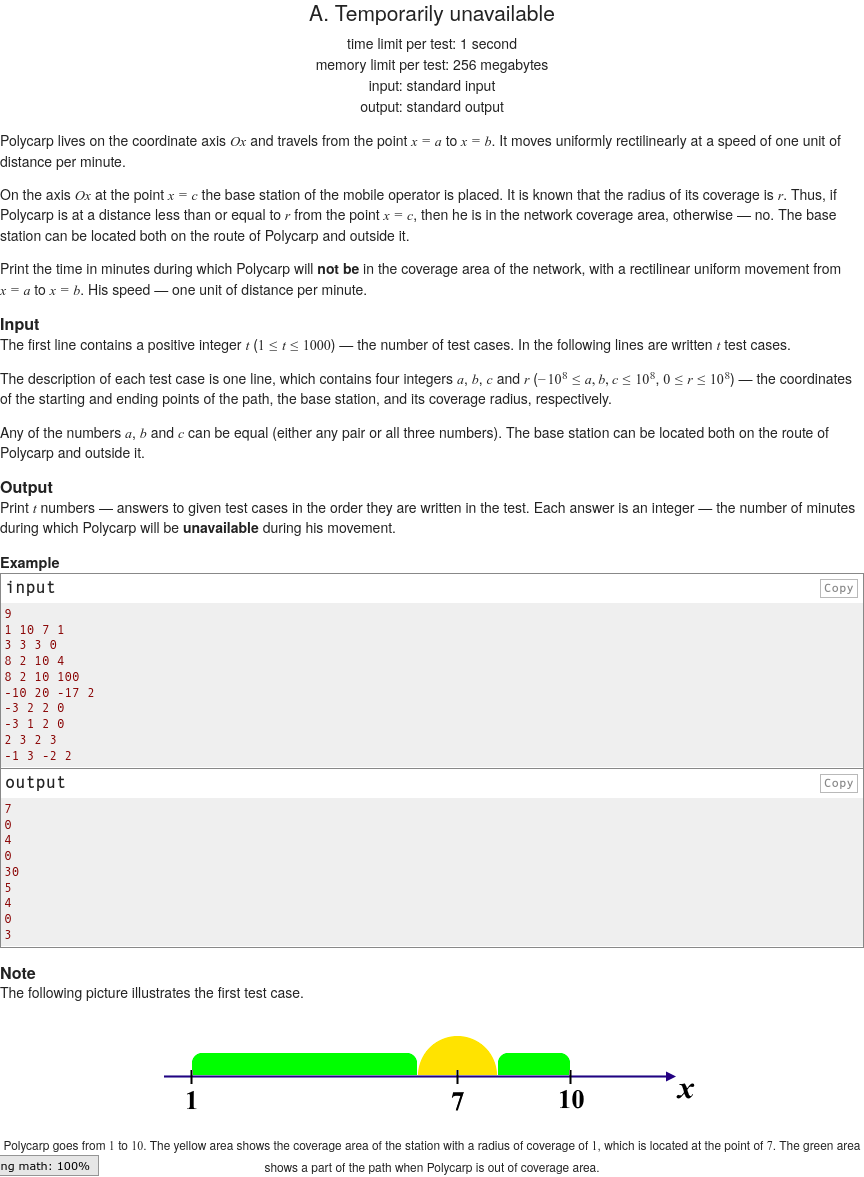 A. Temporarily unavailable
time limit per test: 1 second
memory limit per test: 256 megabytes
input: standard input
output: standard output
Polycarp lives on the coordinate axis Ox and travels from the point x = a to x = b. It moves uniformly rectilinearly at a speed of one unit of
distance per minute.
On the axis Ox at the point x = c the base station of the mobile operator is placed. It is known that the radius of its coverage is r. Thus, if
Polycarp is at a distance less than or equal to r from the point x = c, then he is in the network coverage area, otherwise — no. The base
station can be located both on the route of Polycarp and outside it.
Print the time in minutes during which Polycarp will not be in the coverage area of the network, with a rectilinear uniform movement from
x = a to x = b. His speed — one unit of distance per minute.
Input
The first line contains a positive integer t (1 ≤ t ≤ 1000) — the number of test cases. In the following lines are written t test cases.
The description of each test case is one line, which contains four integers a, b, c and r (−10⁸ ≤ a, b, c ≤ 10⁸, 0 ≤ r ≤ 10⁸) — the coordinates
of the starting and ending points of the path, the base station, and its coverage radius, respectively.
Any of the numbers a, b and c can be equal (either any pair or all three numbers). The base station can be located both on the route of
Polycarp and outside it.
Output
Print t numbers — answers to given test cases in the order they are written in the test. Each answer is an integer — the number of minutes
during which Polycarp will be unavailable during his movement.
Example
input Copy
9
1 10 7 1
3 3 3 0
8 2 10 4
8 2 10 100
-10 20 -17 2
-3 2 2 0
-3 1 2 0
2 3 2 3
-1 3 -2 2
output Copy
7
0
4
0
30
5
4
0
3
Note
The following picture illustrates the first test case.
1 7 10 x
Polycarp goes from 1 to 10. The yellow area shows the coverage area of the station with a radius of coverage of 1, which is located at the point of 7. The green area
shows a part of the path when Polycarp is out of coverage area.
ng math: 100%